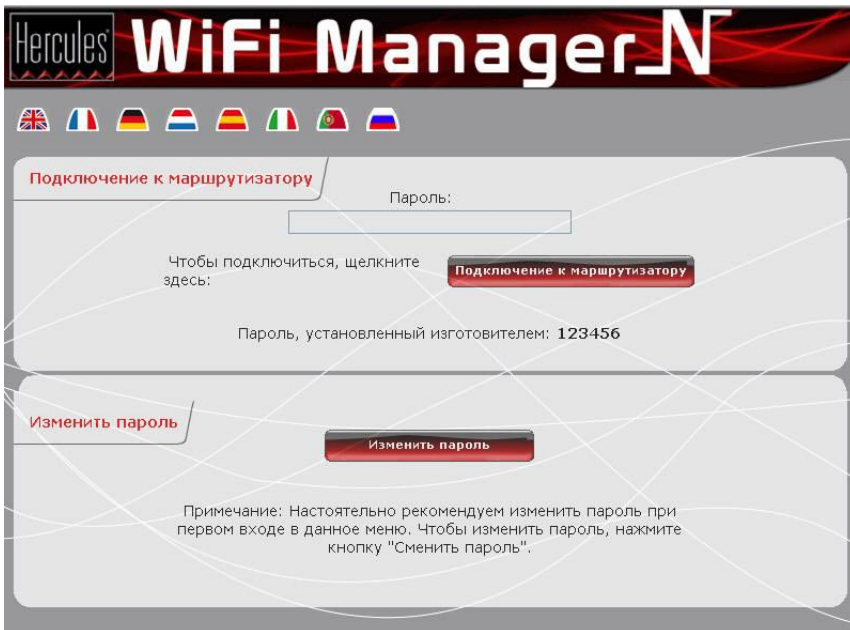 Hercules WiFi Manager_N
Подключение к маршрутизатору
Пароль:
Чтобы подключиться, щелкните
здесь:
Подключение к маршрутизатору
Пароль, установленный изготовителем: 123456
Изменить пароль
Изменить пароль
Примечание: Настоятельно рекомендуем изменить пароль при
первом входе в данное меню. Чтобы изменить пароль, нажмите
кнопку "Сменить пароль".